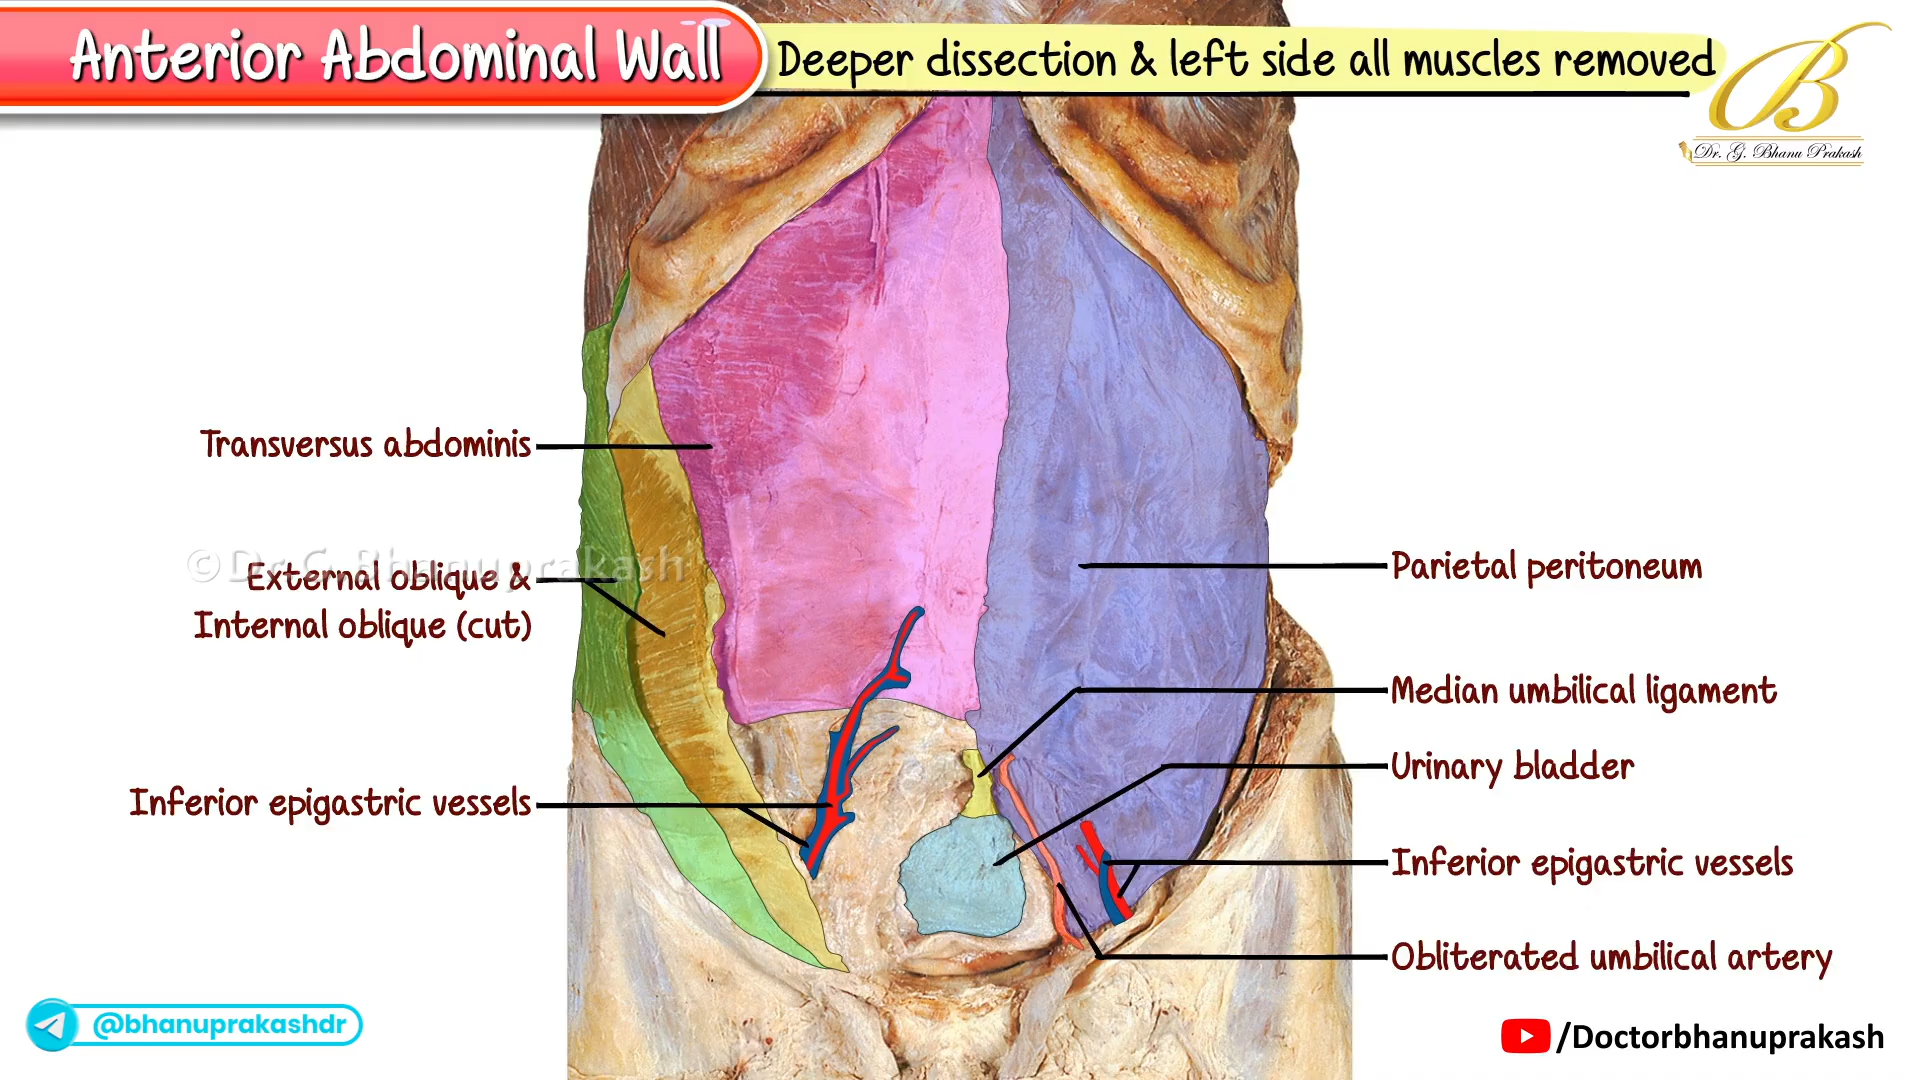 Anterior Abdominal Wall
Deeper dissection & left side all muscles removed
B
Dr. G. Bhanu Prakash
Transversus abdominis
© Dr. G. Bhanuprakash
External oblique &
Internal oblique (cut)
Inferior epigastric vessels
Parietal peritoneum
Median umbilical ligament
Urinary bladder
Inferior epigastric vessels
Obliterated umbilical artery
@bhanuprakashdr
/Doctorbhanuprakash